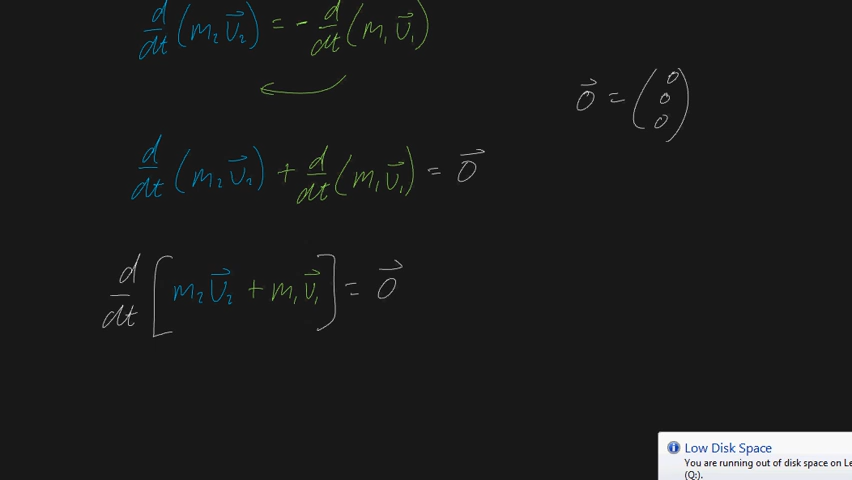 d/dt (m₂v⃗₂) = - d/dt (m₁v⃗₁)
0⃗ = (0 0 0)
d/dt (m₂v⃗₂) + d/dt (m₁v⃗₁) = 0⃗
d/dt [m₂v⃗₂ + m₁v⃗₁] = 0⃗
Low Disk Space
You are running out of disk space on Le
(Q:).